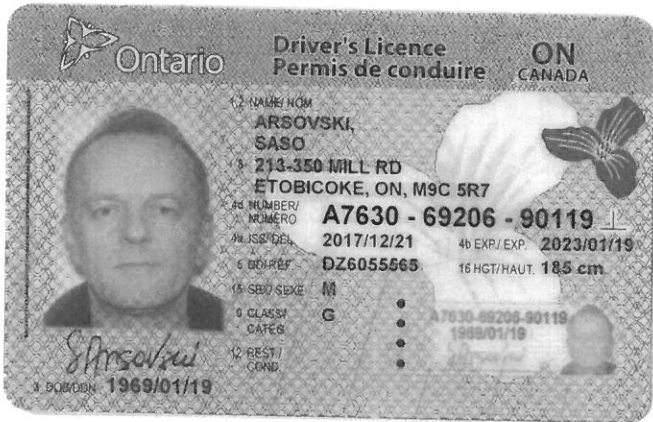 Ontario
Driver's Licence
Permis de conduire
ON
CANADA
1,2 NAME/ NOM
ARSOVSKI,
SASO
213-350 MILL RD
ETOBICOKE, ON, M9C 5R7
4d NUMBER/ NUMÉRO A7630 - 69206 - 90119
4a ISS/ DÉL. 2017/12/21 4b EXP./ EXP. 2023/01/19
5 DD/RÉF DZ6055565 16 HGT/HAUT. 185 cm
15 SEX/ SEXE M
9 CLASS/ CATÉG G
12 REST./ COND.
A7630-69206-90119
1969/01/19
SArsovski
3 DOB/DDN 1969/01/19